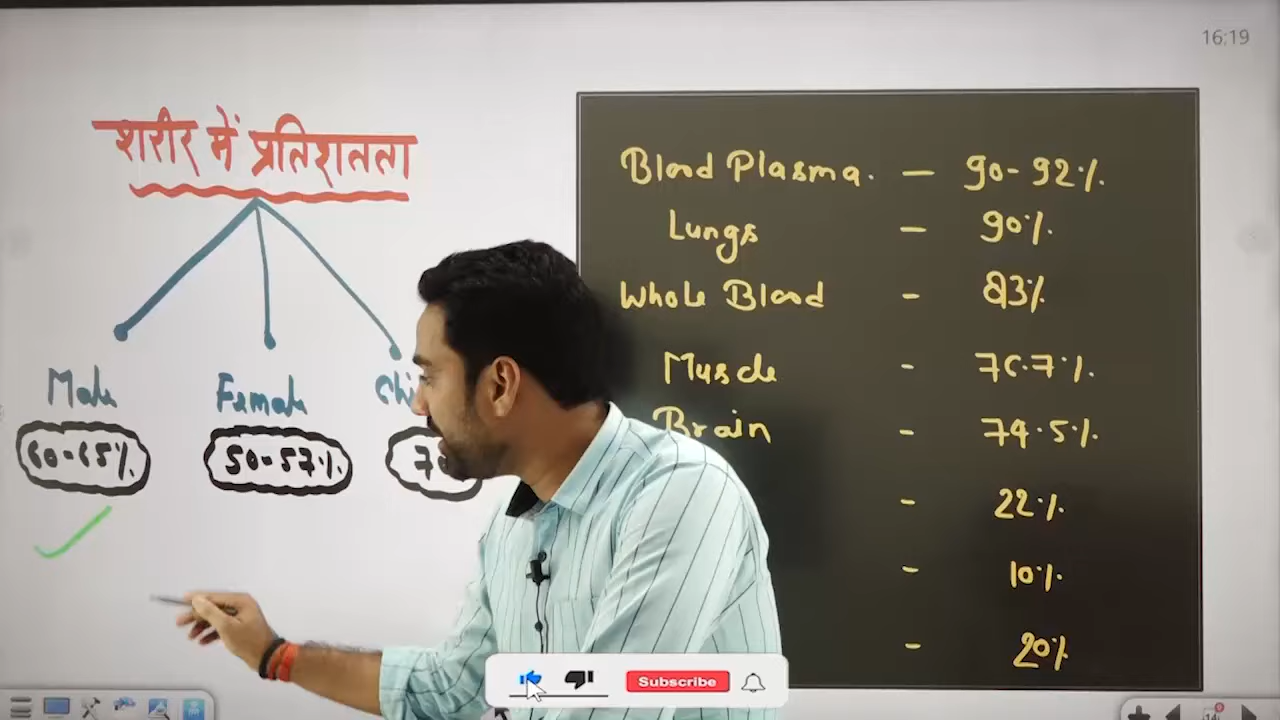 16:19
शरीर में प्रतिशतता
Male
Female
60-65%
50-57%
Blood Plasma. - 90-92%
Lungs - 90%
Whole Blood - 83%
Muscle - 76.7%
Brain - 74.5%
- 22%
- 10%
- 20%
Subscribe